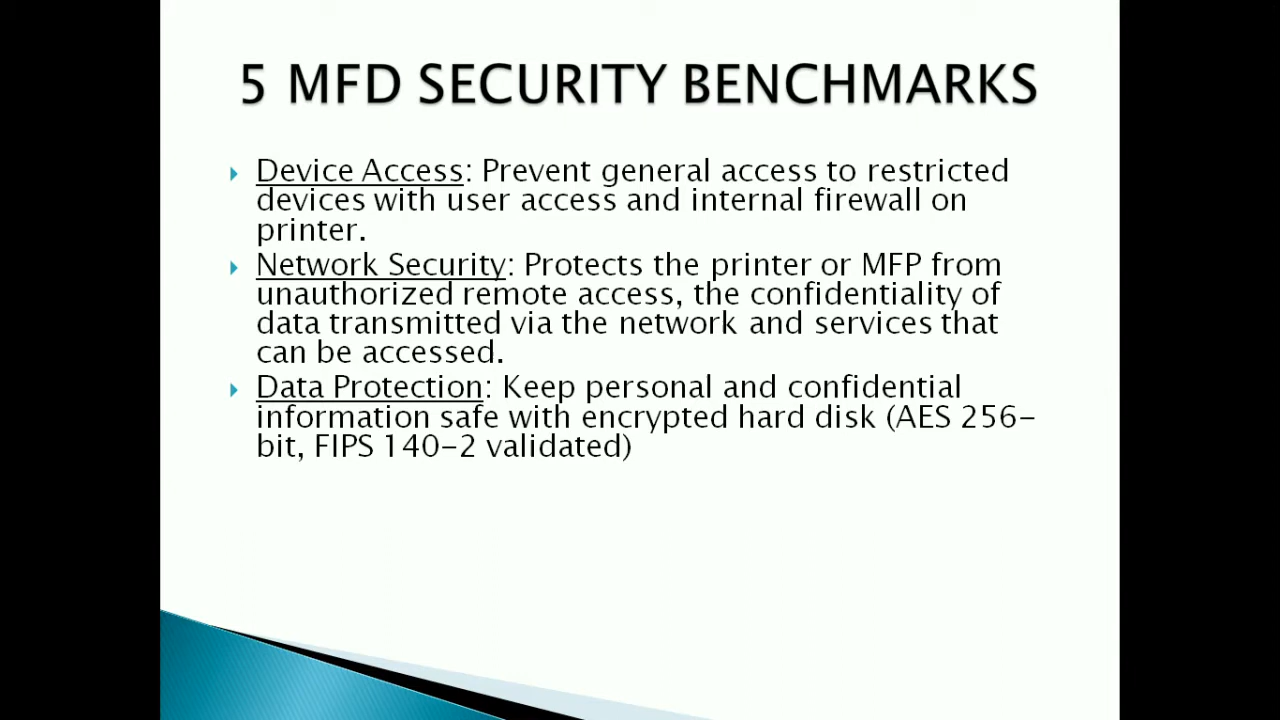 5 MFD SECURITY BENCHMARKS
Device Access: Prevent general access to restricted
devices with user access and internal firewall on
printer.
Network Security: Protects the printer or MFP from
unauthorized remote access, the confidentiality of
data transmitted via the network and services that
can be accessed.
Data Protection: Keep personal and confidential
information safe with encrypted hard disk (AES 256-
bit, FIPS 140-2 validated)